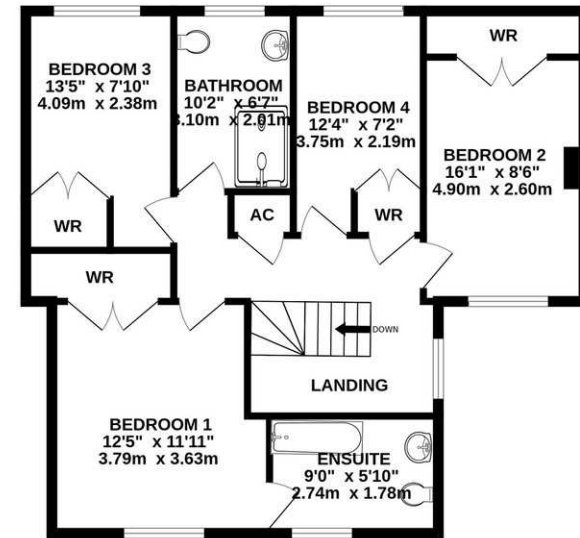 BEDROOM 3
13'5" x 7'10"
4.09m x 2.38m
WR
BATHROOM
10'2" x 6'7"
3.10m x 2.01m
BEDROOM 4
12'4" x 7'2"
3.75m x 2.19m
WR
WR
BEDROOM 2
16'1" x 8'6"
4.90m x 2.60m
AC
WR
DOWN
LANDING
BEDROOM 1
12'5" x 11'11"
3.79m x 3.63m
ENSUITE
9'0" x 5'10"
2.74m x 1.78m